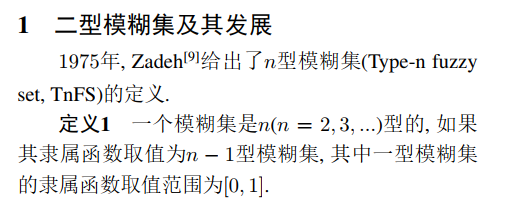 1 二型模糊集及其发展
1975年, Zadeh[9]给出了n型模糊集(Type-n fuzzy
set, TnFS)的定义.
定义1 一个模糊集是n(n = 2, 3, ...)型的, 如果
其隶属函数取值为n − 1型模糊集, 其中一型模糊集
的隶属函数取值范围为[0, 1].